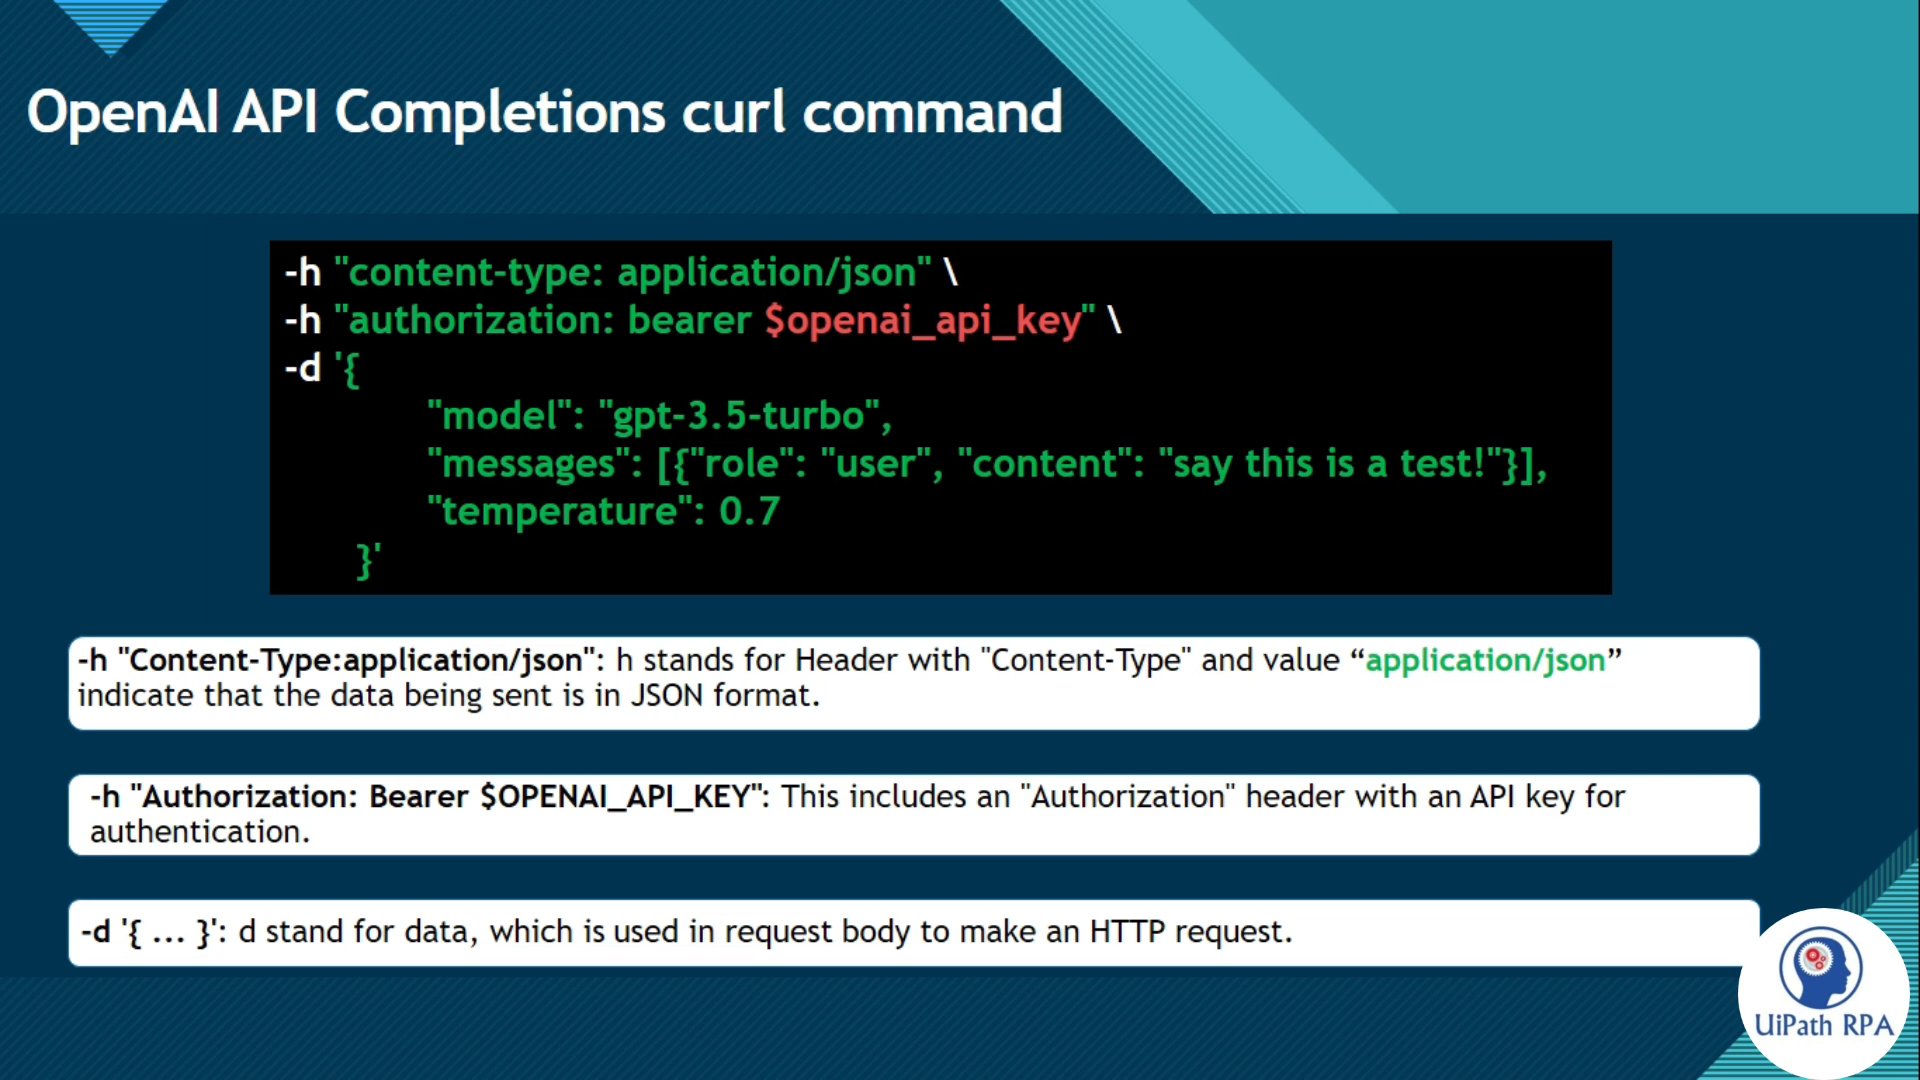 OpenAI API Completions curl command
-h "content-type: application/json" \
-h "authorization: bearer $openai_api_key" \
-d '{
"model": "gpt-3.5-turbo",
"messages": [{"role": "user", "content": "say this is a test!"}],
"temperature": 0.7
}'
-h "Content-Type:application/json": h stands for Header with "Content-Type" and value “application/json”
indicate that the data being sent is in JSON format.
-h "Authorization: Bearer $OPENAI_API_KEY": This includes an "Authorization" header with an API key for
authentication.
-d '{ ... }': d stand for data, which is used in request body to make an HTTP request.
UiPath RPA